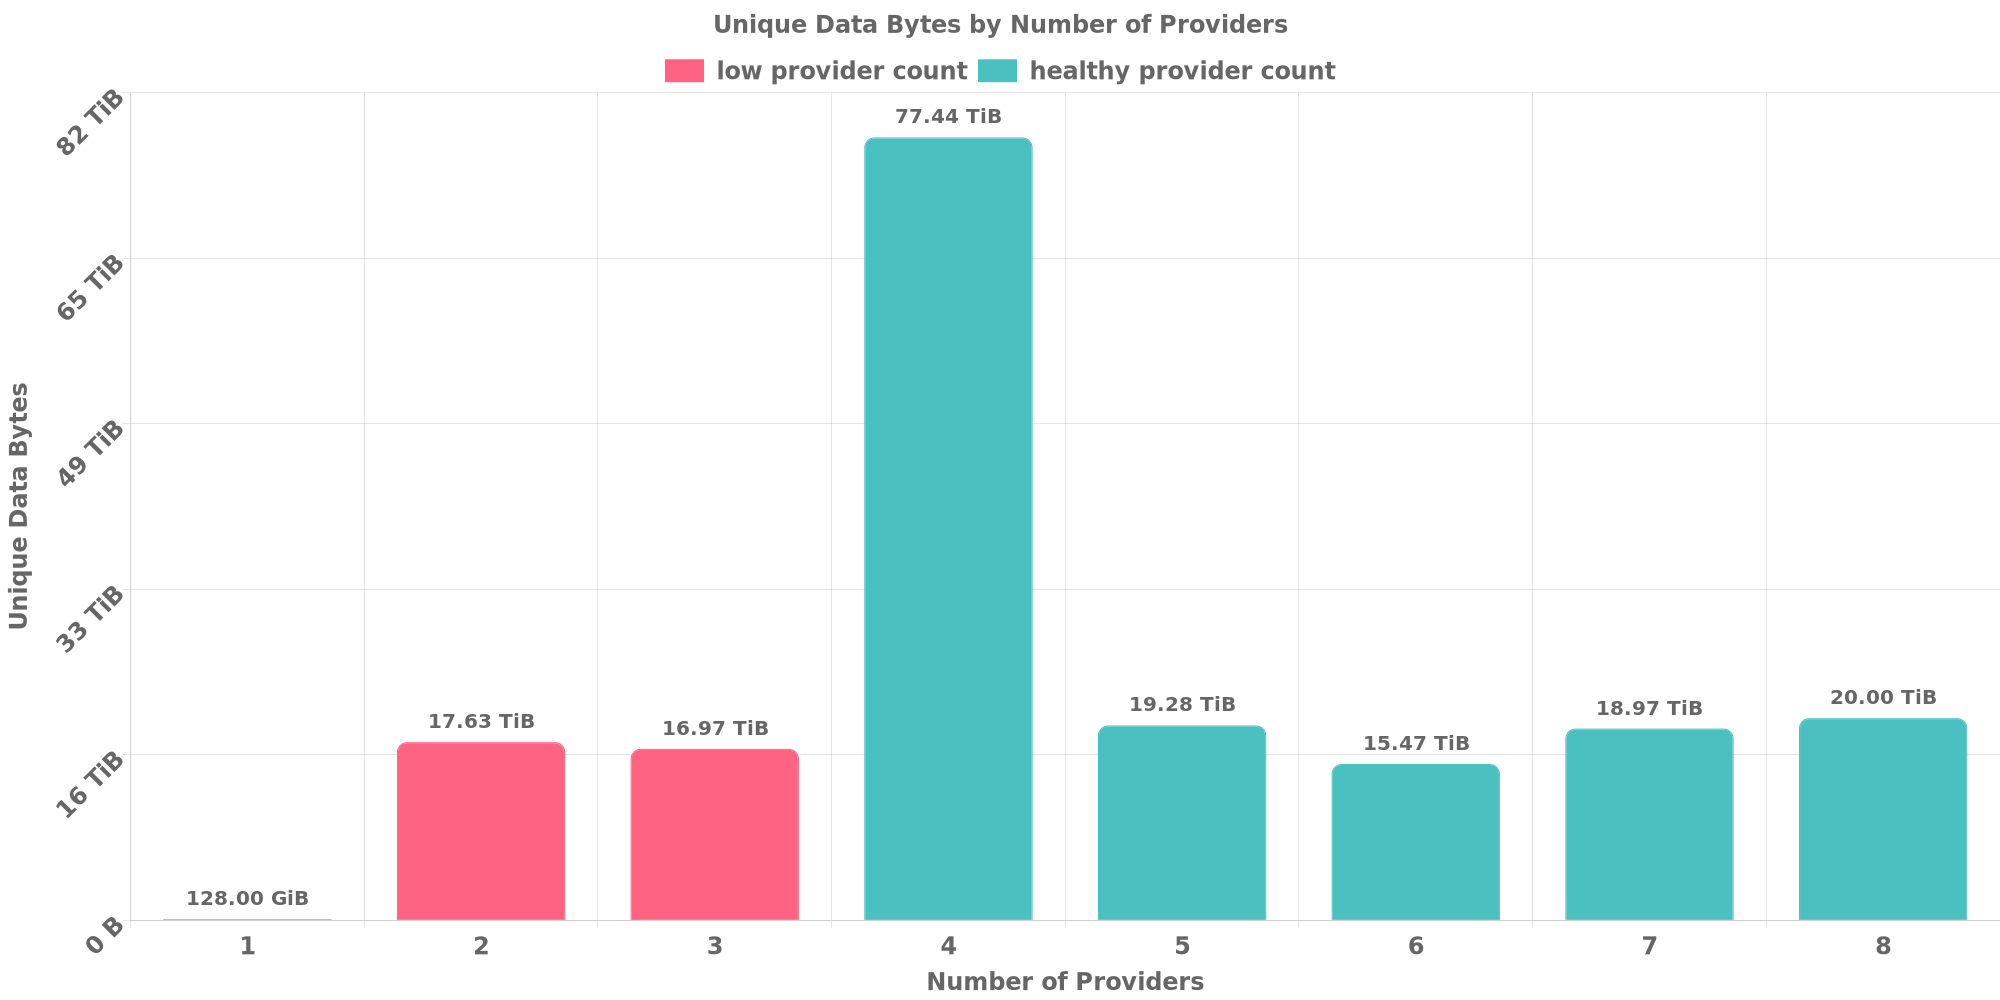 Unique Data Bytes by Number of Providers
low provider count healthy provider count
82 TiB
65 TiB
49 TiB
33 TiB
16 TiB
0 B
Unique Data Bytes
128.00 GiB
17.63 TiB
16.97 TiB
77.44 TiB
19.28 TiB
15.47 TiB
18.97 TiB
20.00 TiB
1 2 3 4 5 6 7 8
Number of Providers